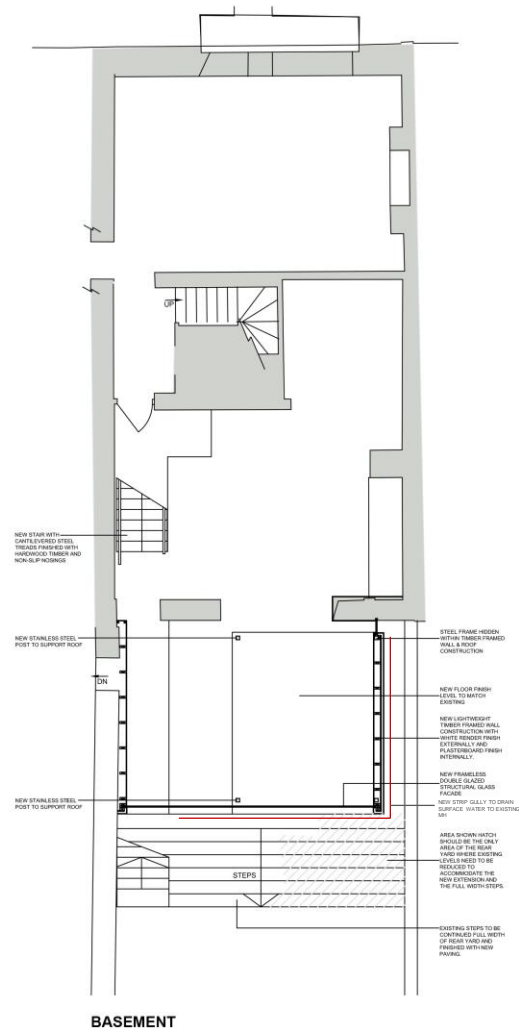 UP
NEW STAIR WITH
CANTILEVERED STEEL
TREADS FINISHED WITH
HARDWOOD TIMBER AND
NON-SLIP NOSINGS
NEW STAINLESS STEEL
POST TO SUPPORT ROOF
STEEL FRAME HIDDEN
WITHIN TIMBER FRAMED
WALL & ROOF
CONSTRUCTION
DN
NEW FLOOR FINISH
LEVEL TO MATCH
EXISTING
NEW LIGHTWEIGHT
TIMBER FRAMED WALL
CONSTRUCTION WITH
WHITE RENDER FINISH
EXTERNALLY AND
PLASTERBOARD FINISH
INTERNALLY.
NEW FRAMELESS
DOUBLE GLAZED
STRUCTURAL GLASS
FACADE
NEW STAINLESS STEEL
POST TO SUPPORT ROOF
NEW STRIP GULLY TO DRAIN
SURFACE WATER TO EXISTING
MH
AREA SHOWN HATCH
SHOULD BE THE ONLY
AREA OF THE REAR
YARD WHERE EXISTING
LEVELS NEED TO BE
REDUCED TO
ACCOMMODATE THE
NEW EXTENSION AND
THE FULL WIDTH STEPS.
STEPS
EXISTING STEPS TO BE
CONTINUED FULL WIDTH
OF REAR YARD AND
FINISHED WITH NEW
PAVING.
BASEMENT